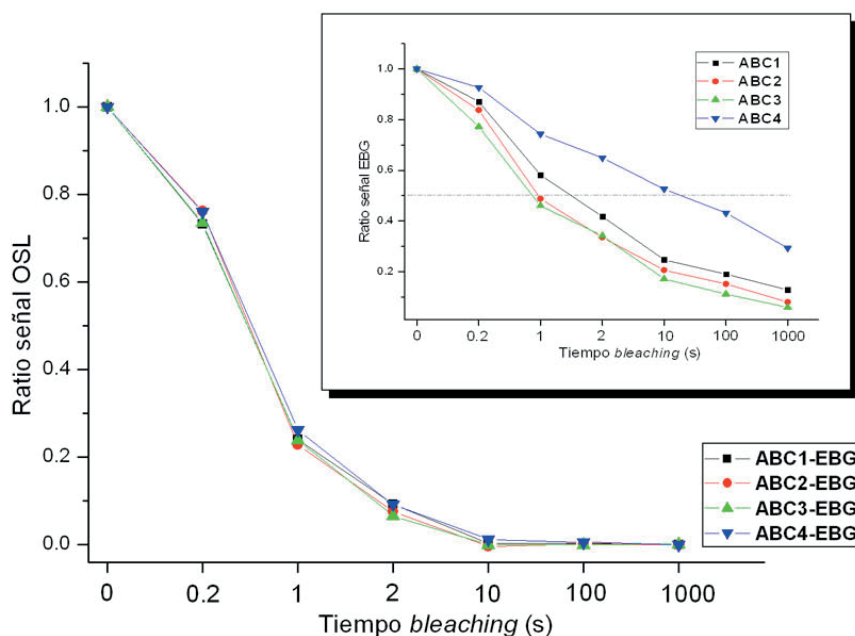 Ratio señal OSL
1.0
0.8
0.6
0.4
0.2
0.0
0 0.2 1 2 10 100 1000
Tiempo bleaching (s)
ABC1-EBG
ABC2-EBG
ABC3-EBG
ABC4-EBG
Ratio señal EBG
1.0
0.8
0.6
0.4
0.2
0 0.2 1 2 10 100 1000
Tiempo bleaching (s)
ABC1
ABC2
ABC3
ABC4